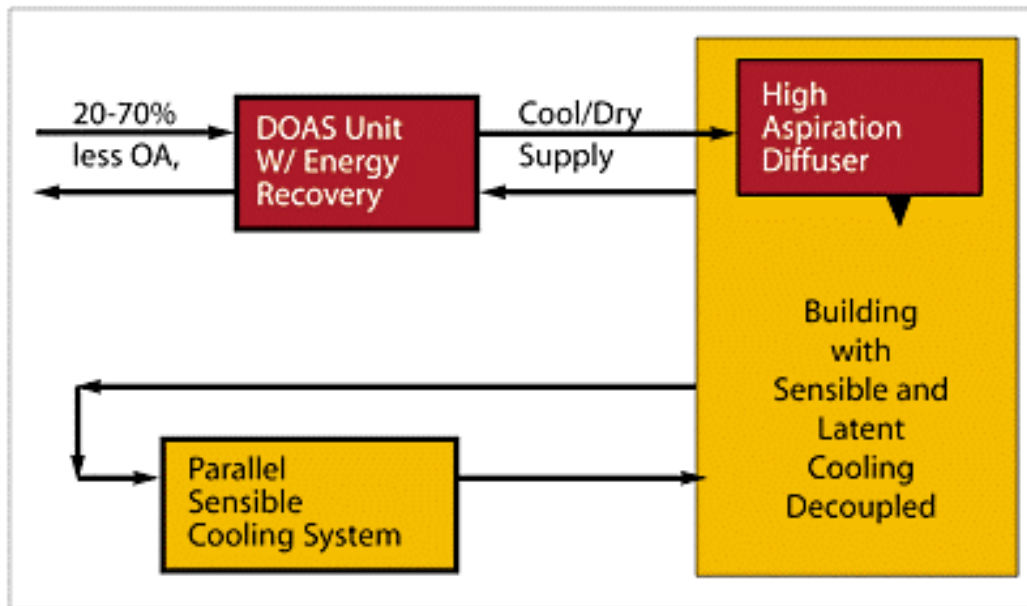 20-70%
less OA,
DOAS Unit
W/ Energy
Recovery
Cool/Dry
Supply
High
Aspiration
Diffuser
Building
with
Sensible and
Latent
Cooling
Decoupled
Parallel
Sensible
Cooling System